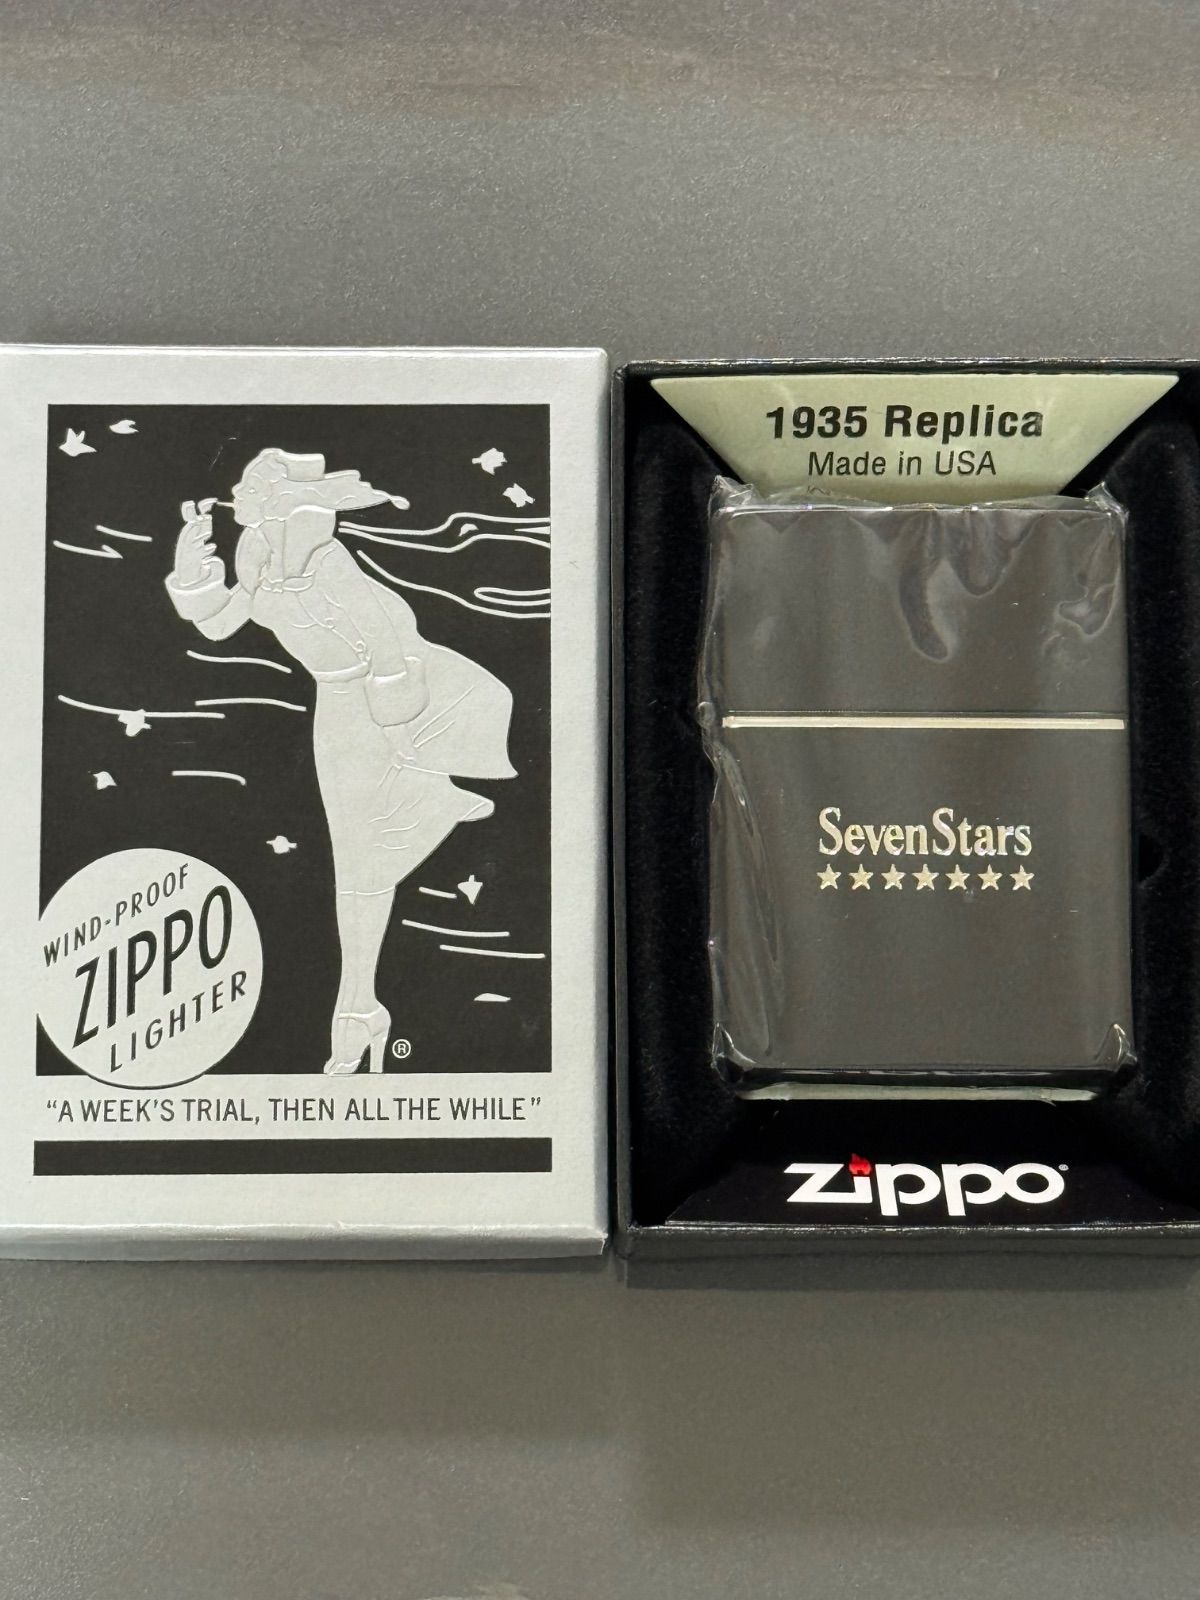 WIND-PROOF
ZIPPO
LIGHTER
®
"A WEEK'S TRIAL, THEN ALL THE WHILE"
1935 Replica
Made in USA
SevenStars
★★★★★★★
zippo®